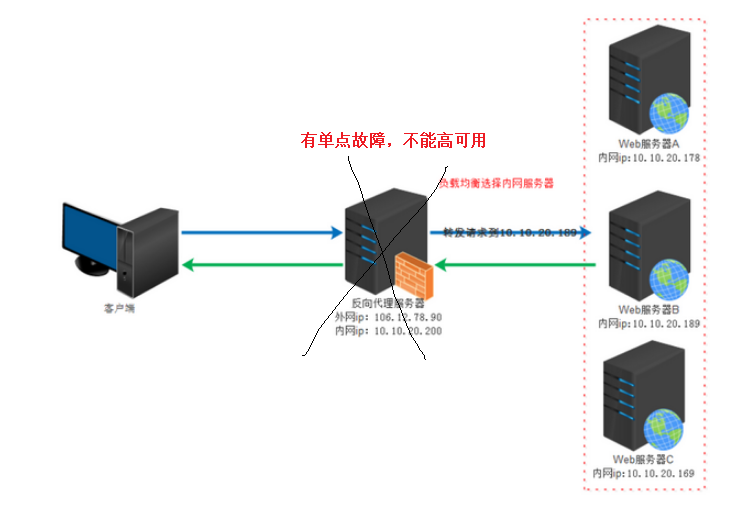 Web服务器A
内网ip:10.10.20.178
有单点故障，不能高可用
负载均衡选择内网服务器
转发请求到10.10.20.189
客户端
反向代理服务器
外网ip：106.12.78.90
内网ip：10.10.20.200
Web服务器B
内网ip:10.10.20.189
Web服务器C
内网ip:10.10.20.169